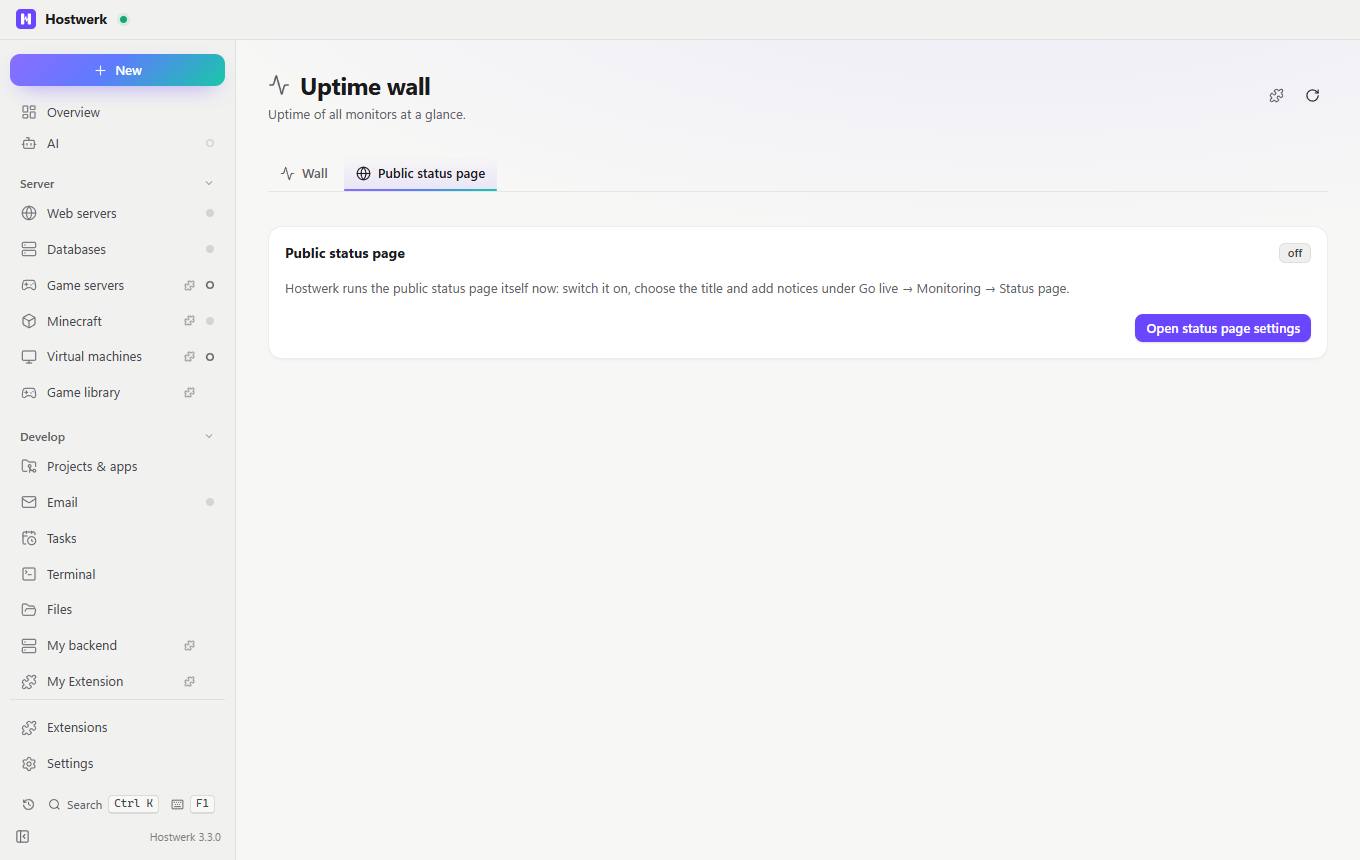 Hostwerk
New
Overview
AI
Server
Web servers
Databases
Game servers
Minecraft
Virtual machines
Game library
Develop
Projects & apps
Email
Tasks
Terminal
Files
My backend
My Extension
Extensions
Settings
Search Ctrl K F1
Hostwerk 3.3.0
Uptime wall
Uptime of all monitors at a glance.
Wall Public status page
Public status page off
Hostwerk runs the public status page itself now: switch it on, choose the title and add notices under Go live → Monitoring → Status page.
Open status page settings